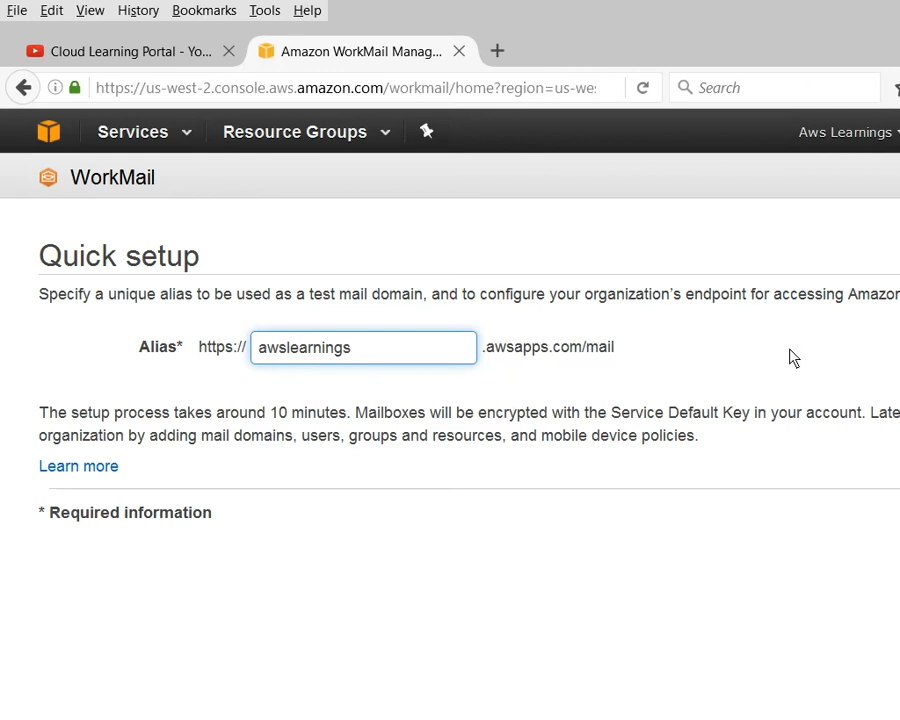 File Edit View History Bookmarks Tools Help
Cloud Learning Portal - Yo... Amazon WorkMail Manag...
https://us-west-2.console.aws.amazon.com/workmail/home?region=us-we Search
Services Resource Groups Aws Learnings
WorkMail
Quick setup
Specify a unique alias to be used as a test mail domain, and to configure your organization's endpoint for accessing Amazon
Alias* https:// awslearnings .awsapps.com/mail
The setup process takes around 10 minutes. Mailboxes will be encrypted with the Service Default Key in your account. Late
organization by adding mail domains, users, groups and resources, and mobile device policies.
Learn more
* Required information